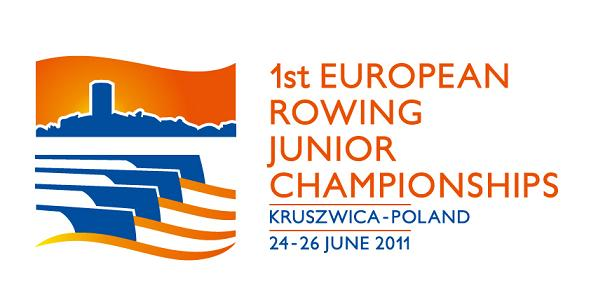 1st EUROPEAN
ROWING
JUNIOR
CHAMPIONSHIPS
KRUSZWICA-POLAND
24-26 JUNE 2011